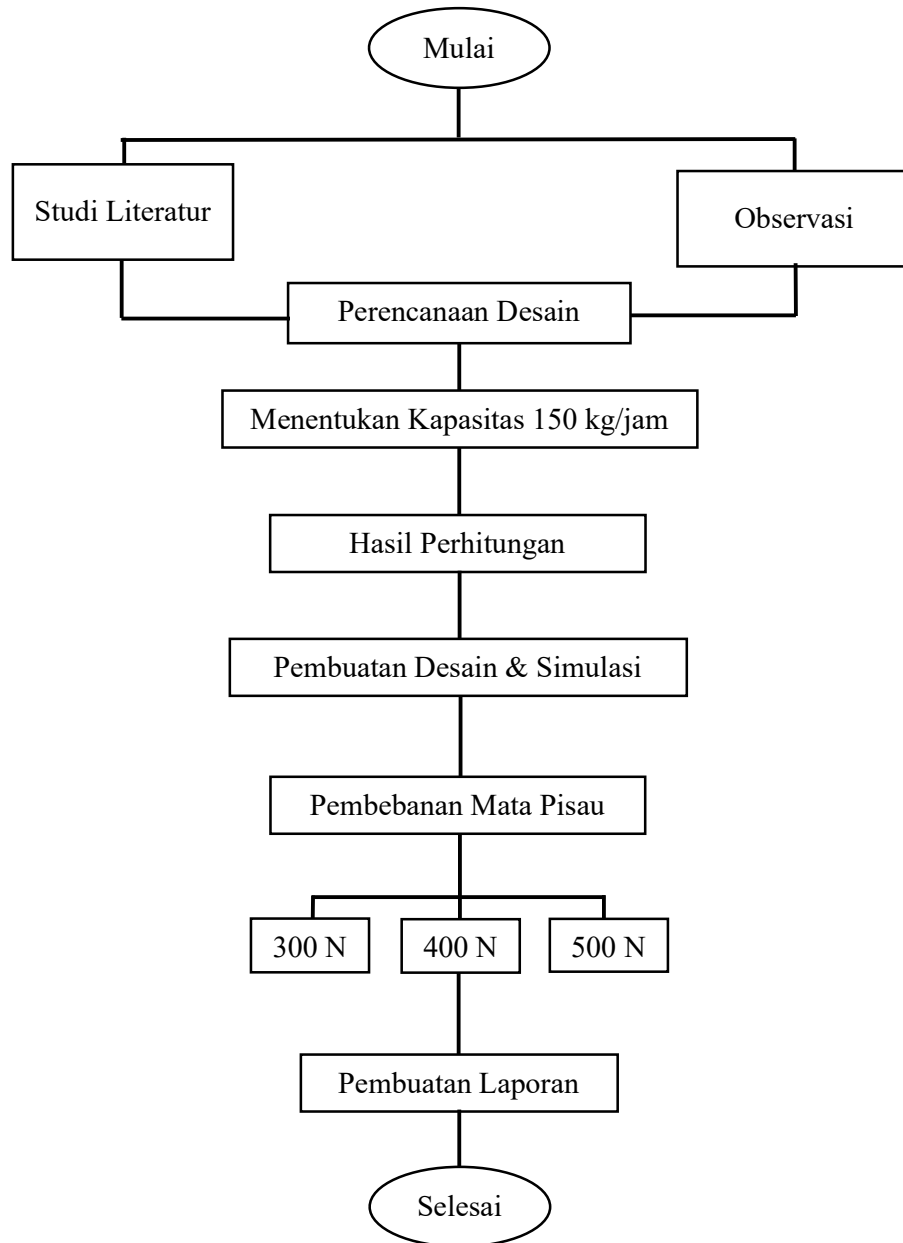 Mulai
Studi Literatur
Observasi
Perencanaan Desain
Menentukan Kapasitas 150 kg/jam
Hasil Perhitungan
Pembuatan Desain & Simulasi
Pembebanan Mata Pisau
300 N
400 N
500 N
Pembuatan Laporan
Selesai